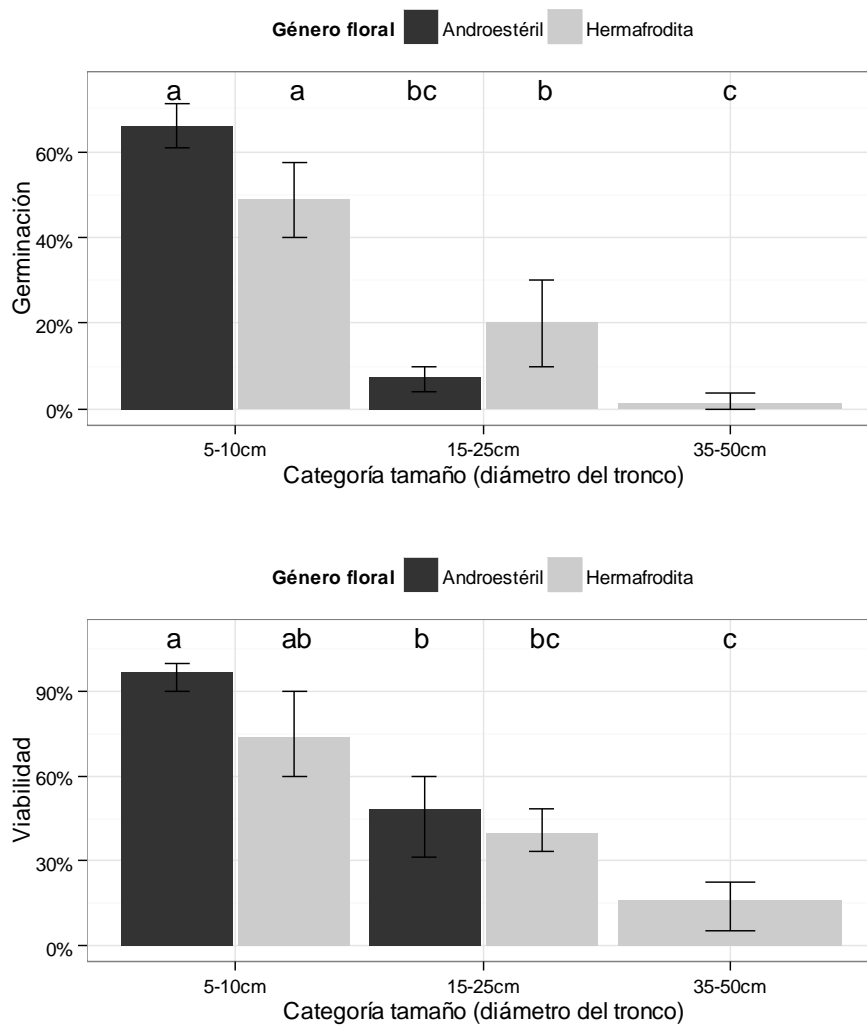 Género floral Androestéril Hermafrodita
a a bc b c
60%
40%
20%
0%
Germinación
5-10cm 15-25cm 35-50cm
Categoría tamaño (diámetro del tronco)
Género floral Androestéril Hermafrodita
a ab b bc c
90%
60%
30%
0%
Viabilidad
5-10cm 15-25cm 35-50cm
Categoría tamaño (diámetro del tronco)